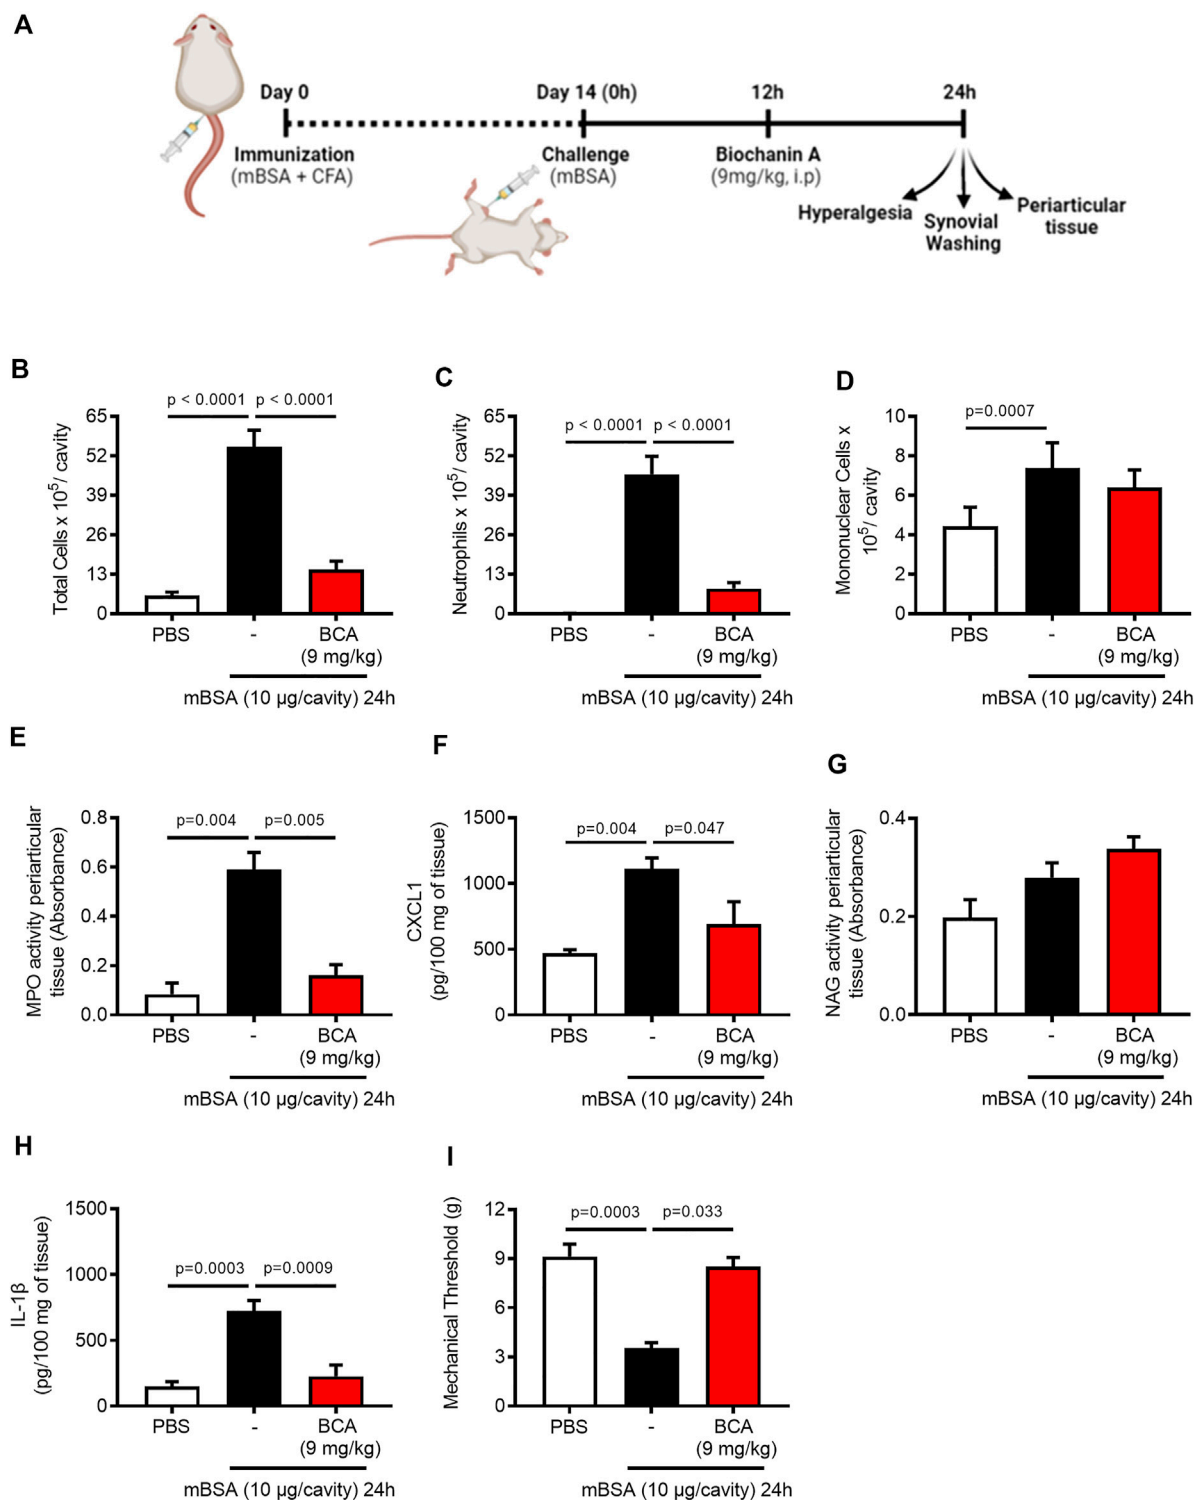 A
Day 0
Day 14 (0h)
12h
24h
Immunization
(mBSA + CFA)
Challenge
(mBSA)
Biochanin A
(9mg/kg, i.p)
Hyperalgesia
Synovial
Washing
Periarticular
tissue
B
p < 0.0001
p < 0.0001
Total Cells x 10⁵/ cavity
65
52
39
26
13
0
PBS
-
BCA
(9 mg/kg)
mBSA (10 µg/cavity) 24h
C
p < 0.0001
p < 0.0001
Neutrophils x 10⁵/ cavity
65
52
39
26
13
0
PBS
-
BCA
(9 mg/kg)
mBSA (10 µg/cavity) 24h
D
p=0.0007
Mononuclear Cells x
10⁵/ cavity
10
8
6
4
2
0
PBS
-
BCA
(9 mg/kg)
mBSA (10 µg/cavity) 24h
E
p=0.004
p=0.005
MPO activity periarticular
tissue (Absorbance)
0.8
0.6
0.4
0.2
0.0
PBS
-
BCA
(9 mg/kg)
mBSA (10 µg/cavity) 24h
F
p=0.004
p=0.047
CXCL1
(pg/100 mg of tissue)
1500
1000
500
0
PBS
-
BCA
(9 mg/kg)
mBSA (10 µg/cavity) 24h
G
NAG activity periarticular
tissue (Absorbance)
0.4
0.2
0.0
PBS
-
BCA
(9 mg/kg)
mBSA (10 µg/cavity) 24h
H
p=0.0003
p=0.0009
IL-1β
(pg/100 mg of tissue)
1500
1000
500
0
PBS
-
BCA
(9 mg/kg)
mBSA (10 µg/cavity) 24h
I
p=0.0003
p=0.033
Mechanical Threshold (g)
12
9
6
3
0
PBS
-
BCA
(9 mg/kg)
mBSA (10 µg/cavity) 24h